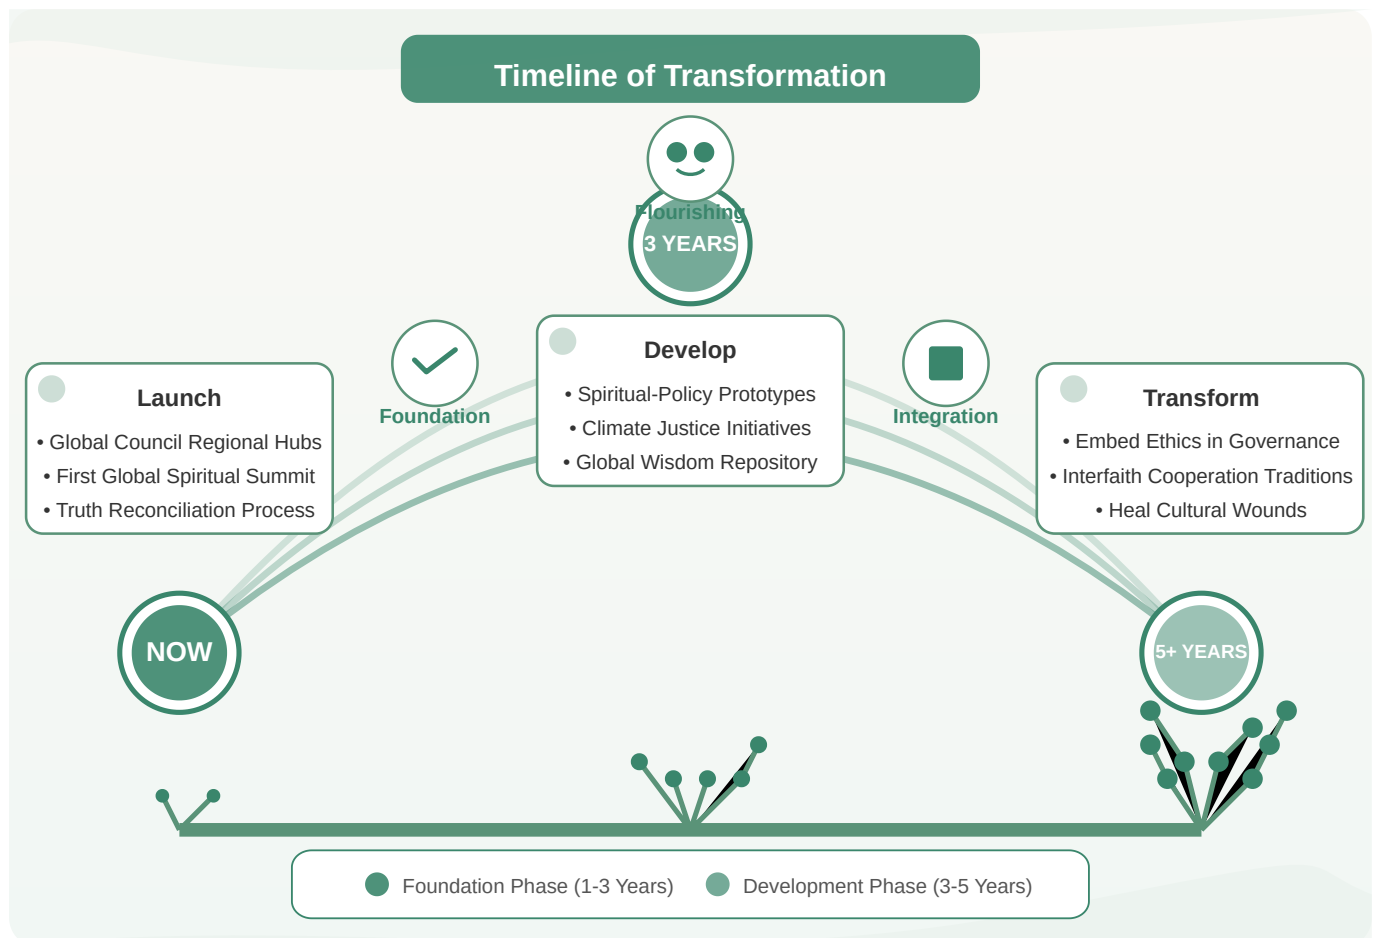 Timeline of Transformation
Flourishing
3 YEARS
Foundation
Integration
Launch
• Global Council Regional Hubs
• First Global Spiritual Summit
• Truth Reconciliation Process
Develop
• Spiritual-Policy Prototypes
• Climate Justice Initiatives
• Global Wisdom Repository
Transform
• Embed Ethics in Governance
• Interfaith Cooperation Traditions
• Heal Cultural Wounds
NOW
5+ YEARS
Foundation Phase (1-3 Years)
Development Phase (3-5 Years)